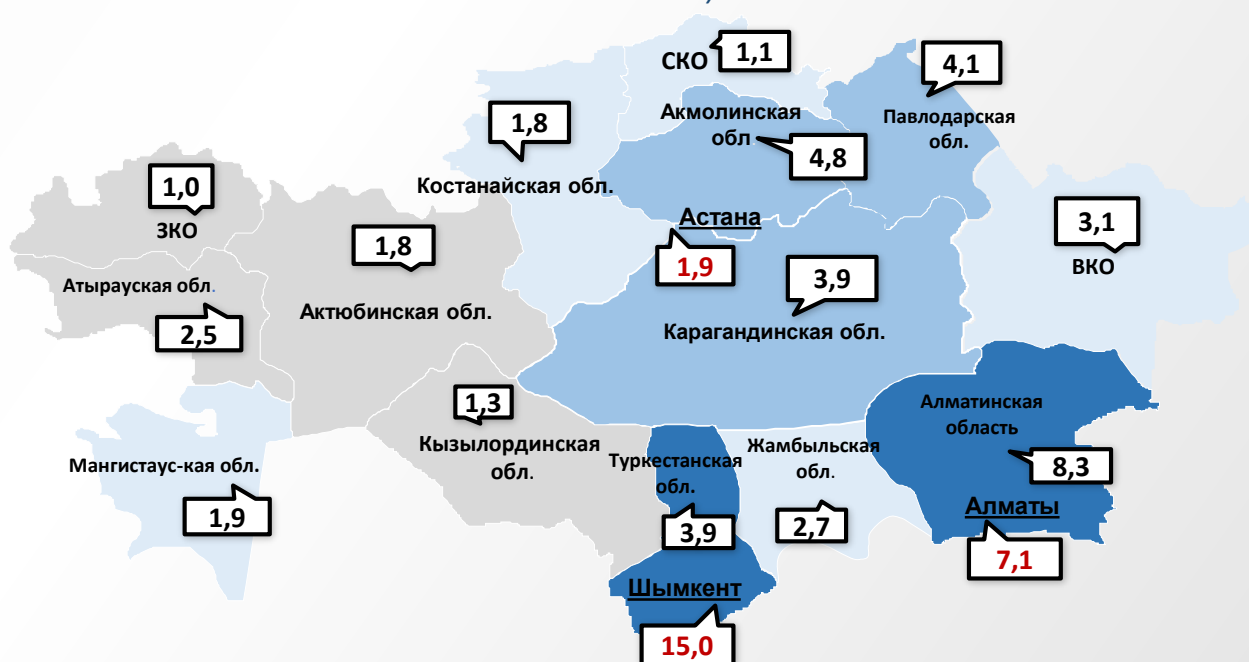 СКО
1,1
4,1
1,8
Акмолинская
обл
4,8
Павлодарская
обл.
Костанайская обл.
1,0
ЗКО
1,8
Астана
1,9
3,1
ВКО
Атырауская обл.
2,5
Актюбинская обл.
3,9
Карагандинская обл.
1,3
Кызылординская
обл.
Мангистаус-кая обл.
1,9
Туркестанская
обл.
3,9
Жамбыльская
обл.
2,7
Алматинская
область
8,3
Алматы
7,1
Шымкент
15,0